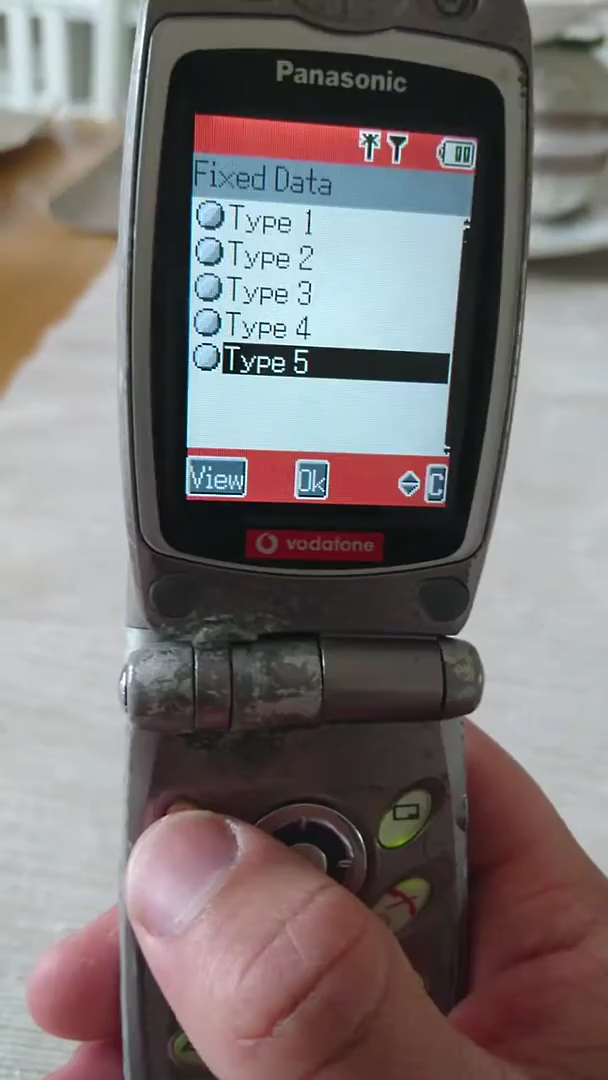 Panasonic
Fixed Data
Type 1
Type 2
Type 3
Type 4
Type 5
View Ok C
vodafone